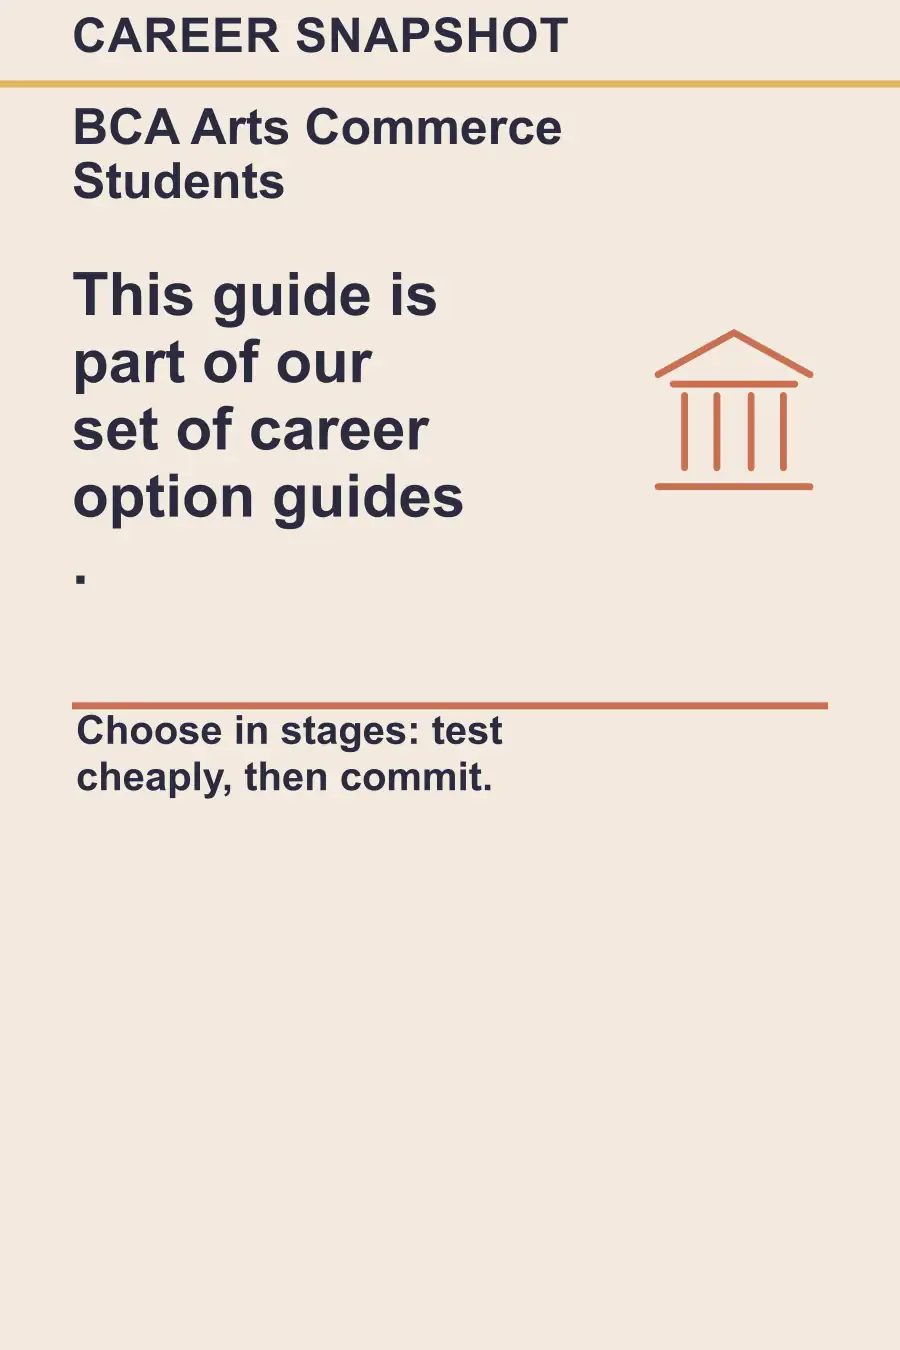 CAREER SNAPSHOT
BCA Arts Commerce
Students
This guide is
part of our
set of career
option guides
.
Choose in stages: test
cheaply, then commit.